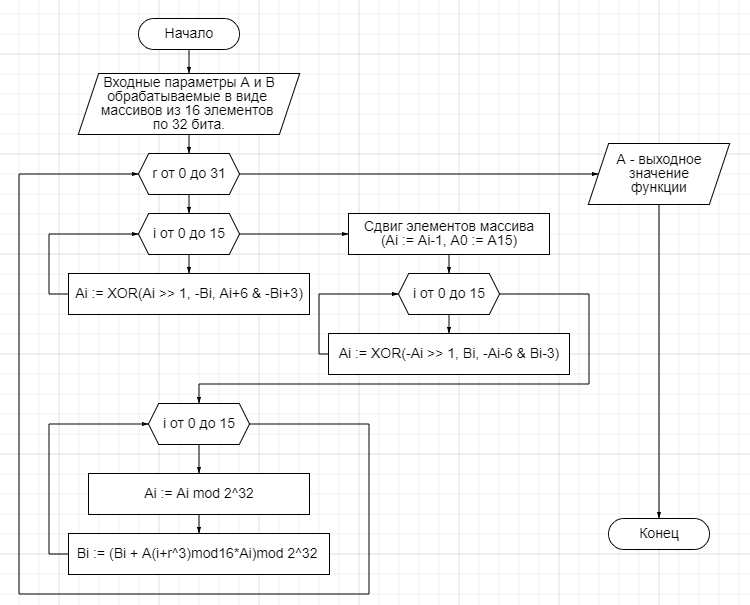 Начало
Входные параметры A и B
обрабатываемые в виде
массивов из 16 элементов
по 32 бита.
r от 0 до 31
A - выходное
значение
функции
i от 0 до 15
Сдвиг элементов массива
(Ai := Ai-1, A0 := A15)
Ai := XOR(Ai >> 1, -Bi, Ai+6 & -Bi+3)
i от 0 до 15
Ai := XOR(-Ai >> 1, Bi, -Ai-6 & Bi-3)
i от 0 до 15
Ai := Ai mod 2^32
Bi := (Bi + A(i+r^3)mod16*Ai)mod 2^32
Конец